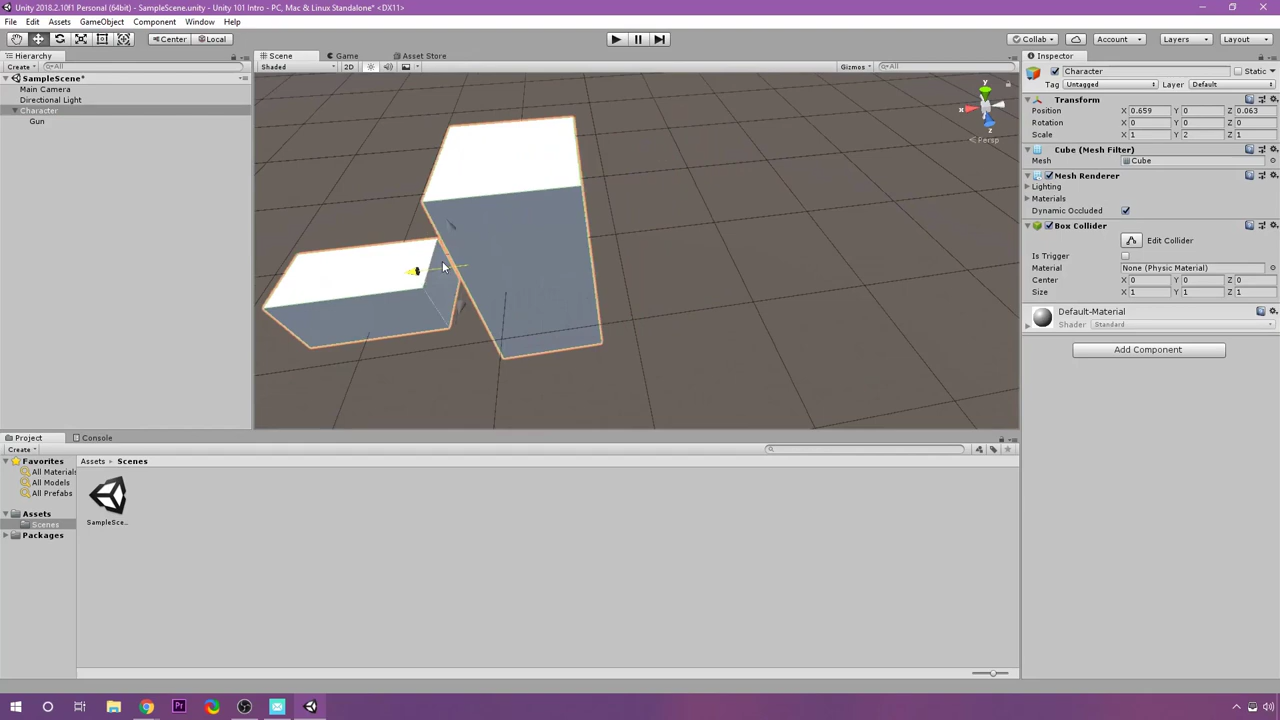 Unity 2018.2.10f1 Personal (64bit) - SampleScene.unity - Unity 101 Intro - PC, Mac & Linux Standalone* <DX11>
File Edit Assets GameObject Component Window Help
Center Local Collab Account Layers Layout
Hierarchy
Create All
SampleScene*
Main Camera
Directional Light
Character
Gun
Scene Game Asset Store
Shaded 2D Gizmos All
y
x
z
Persp
Inspector
Character Static
Tag Untagged Layer Default
Transform
Position X 0.659 Y 0 Z 0.063
Rotation X 0 Y 0 Z 0
Scale X 1 Y 2 Z 1
Cube (Mesh Filter)
Mesh Cube
Mesh Renderer
Lighting
Materials
Dynamic Occluded
Box Collider
Edit Collider
Is Trigger
Material None (Physic Material)
Center X 0 Y 0 Z 0
Size X 1 Y 1 Z 1
Default-Material
Shader Standard
Add Component
Project Console
Create
Favorites
All Materials
All Models
All Prefabs
Assets
Scenes
Packages
Assets Scenes
SampleSce...
Pr